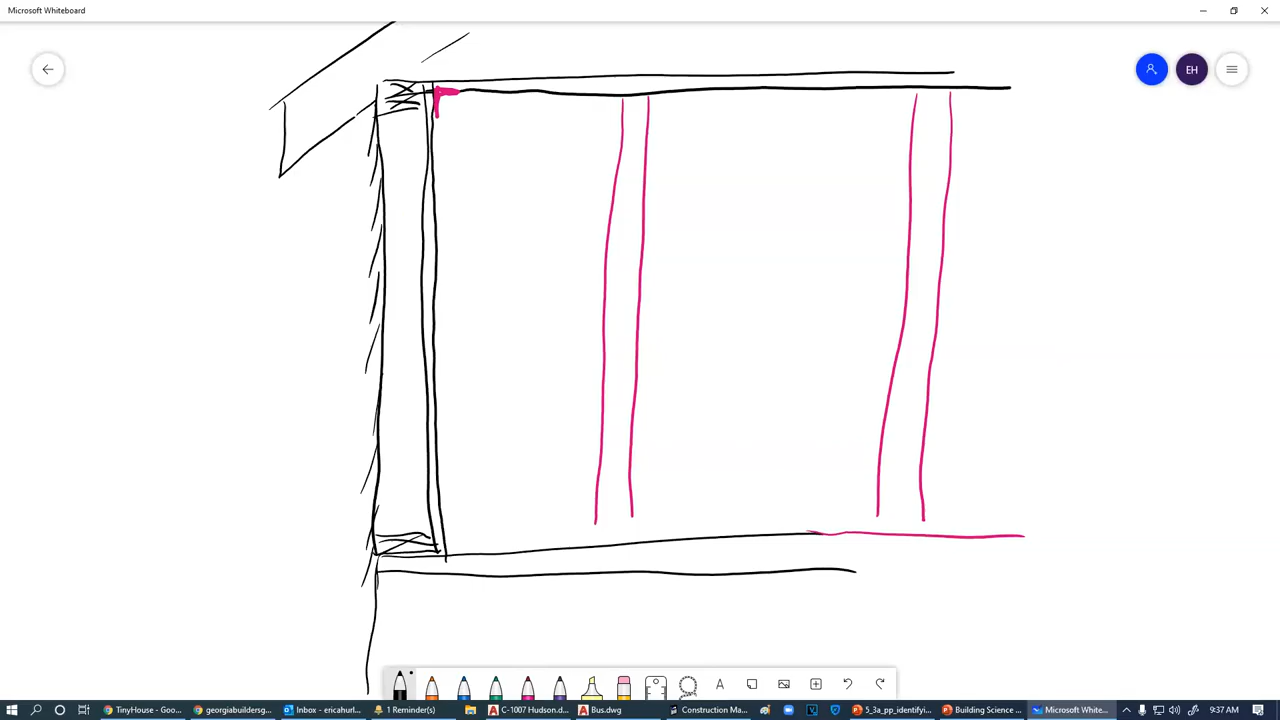 Microsoft Whiteboard
EH
A
TinyHouse - Goo...
georgiabuildersg...
Inbox - ericahurl...
1 Reminder(s)
C-1007 Hudson.d...
Bus.dwg
Construction Ma...
5_3a_pp_identifyi...
Building Science ...
Microsoft White...
9:37 AM